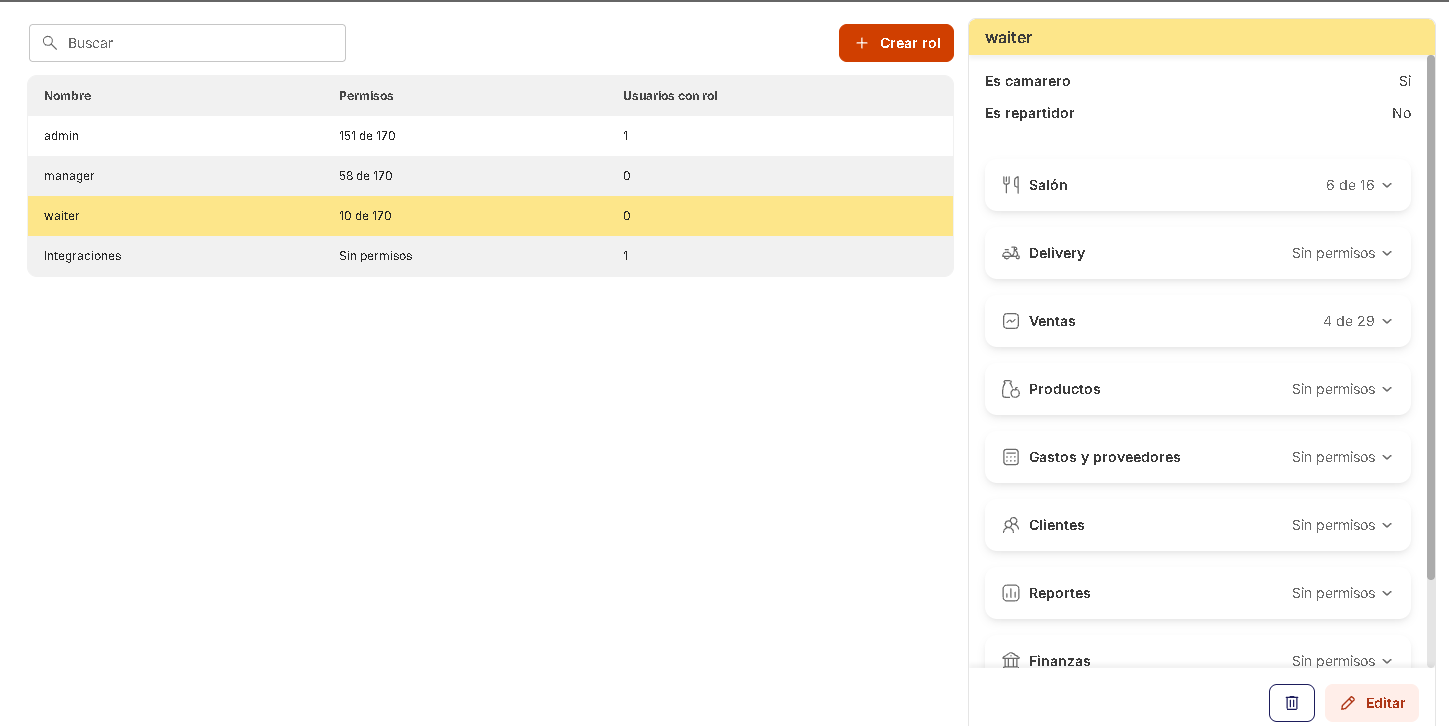 Buscar
Crear rol
Nombre Permisos Usuarios con rol
admin 151 de 170 1
manager 58 de 170 0
waiter 10 de 170 0
Integraciones Sin permisos 1
waiter
Es camarero Si
Es repartidor No
Salón 6 de 16
Delivery Sin permisos
Ventas 4 de 29
Productos Sin permisos
Gastos y proveedores Sin permisos
Clientes Sin permisos
Reportes Sin permisos
Finanzas Sin permisos
Editar